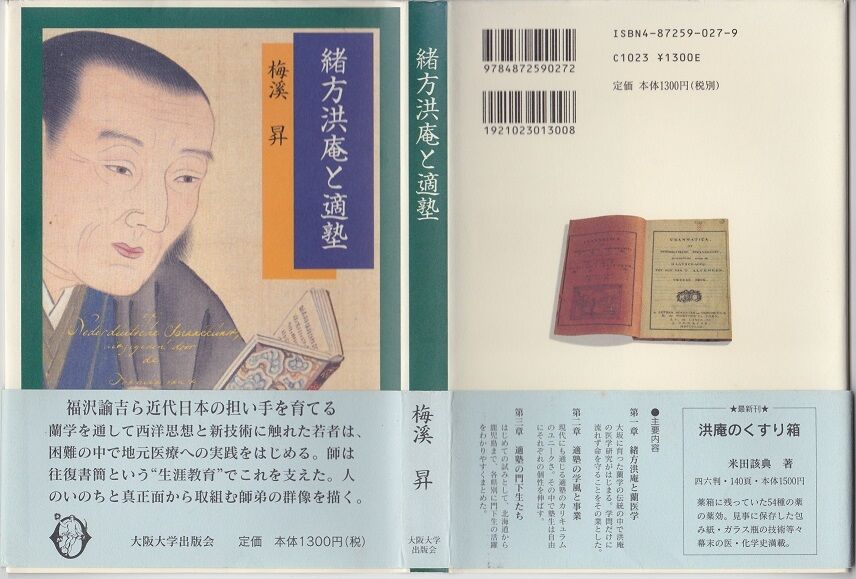 緒方洪庵と適塾
梅溪 昇
福沢諭吉ら近代日本の担い手を育てる
蘭学を通して西洋思想と新技術に触れた若者は、
困難の中で地元医療への実践をはじめる。師は
往復書簡という“生涯教育”でこれを支えた。人
のいのちと真正面から取組む師弟の群像を描く。
大阪大学出版会 定価 本体1300円(税)
緒方洪庵と適塾
梅溪 昇
大阪大学
出版会
ISBN4-87259-027-9
C1023 ¥1300E
定価 本体1300円(税別)
9784872590272
1921023013008
GRAMMATICA
●主要内容
第一章 緒方洪庵と蘭医学
大坂に育った蘭学の伝統の中で洪庵
の医学研究がはじまる。学問だけに
流れず命を守ることをその業とした。
第二章 適塾の学風と事業
現代にも通じる適塾のカリキュラム
のユニークさ。その中で塾生は自由
にそれぞれの個性を伸ばす。
第三章 適塾の門下生たち
はじめての試みとして、北海道から
鹿児島まで、各県別に門下生の活躍
をわかりやすくまとめた。
★最新刊★
洪庵のくすり箱
米田該典 著
四六判・140頁・本体1500円
薬箱に残っていた54種の薬
の薬効。見事に保存した包
み紙・ガラス瓶の技術等々
幕末の医・化学史満載。